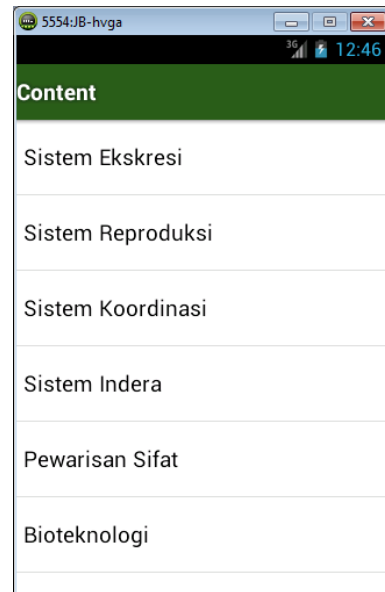 5554:JB-hvga
3G 12:46
Content
Sistem Ekskresi
Sistem Reproduksi
Sistem Koordinasi
Sistem Indera
Pewarisan Sifat
Bioteknologi